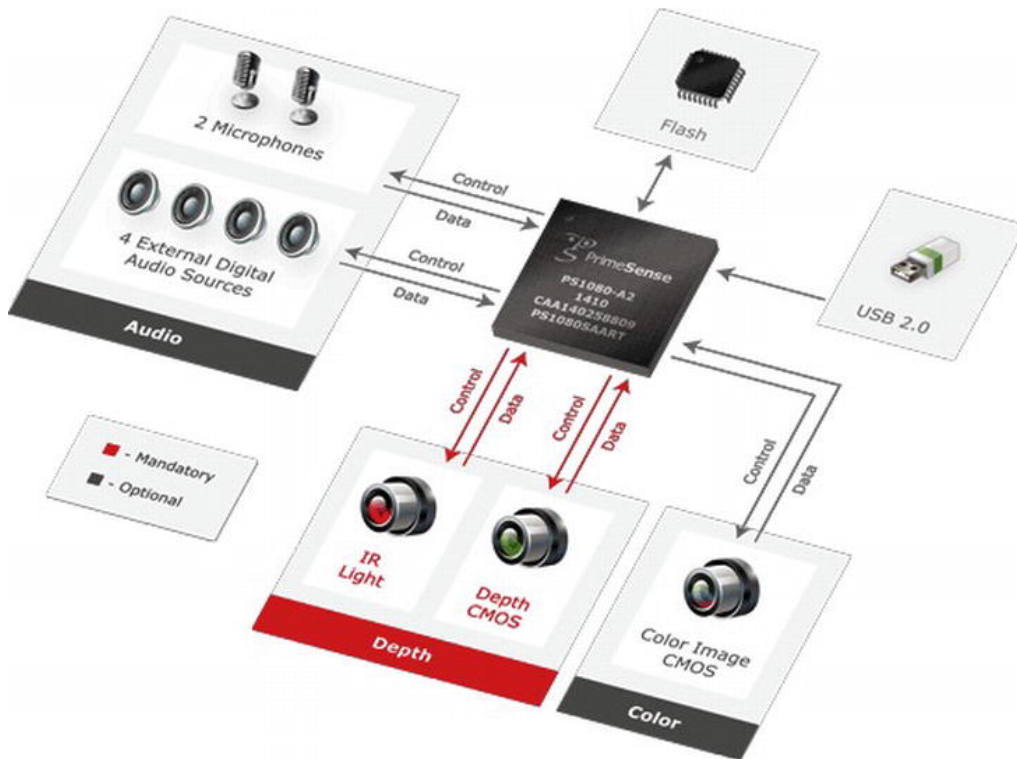 2 Microphones
4 External Digital
Audio Sources
Audio
Flash
Control
Data
Control
Data
PrimeSense
PS1080-A2
1410
CAA140258809
PS1080SAART
USB 2.0
Control
Data
Control
Data
Control
Data
- Mandatory
- Optional
IR
Light
Depth
CMOS
Depth
Color Image
CMOS
Color